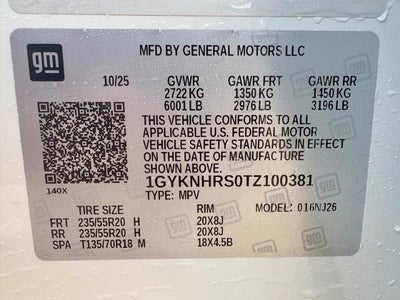 gm
MFD BY GENERAL MOTORS LLC
10/25 GVWR GAWR FRT GAWR RR
2722 KG 1350 KG 1450 KG
6001 LB 2976 LB 3196 LB
THIS VEHICLE CONFORMS TO ALL
APPLICABLE U.S. FEDERAL MOTOR
VEHICLE SAFETY STANDARDS IN EFFECT
ON THE DATE OF MANUFACTURE
SHOWN ABOVE.
1GYKNHRS0TZ100381
140X TYPE: MPV
TIRE SIZE RIM MODEL: 016NJ26
FRT 235/55R20 H 20X8J
RR 235/55R20 H 20X8J
SPA T135/70R18 M 18X4.5B